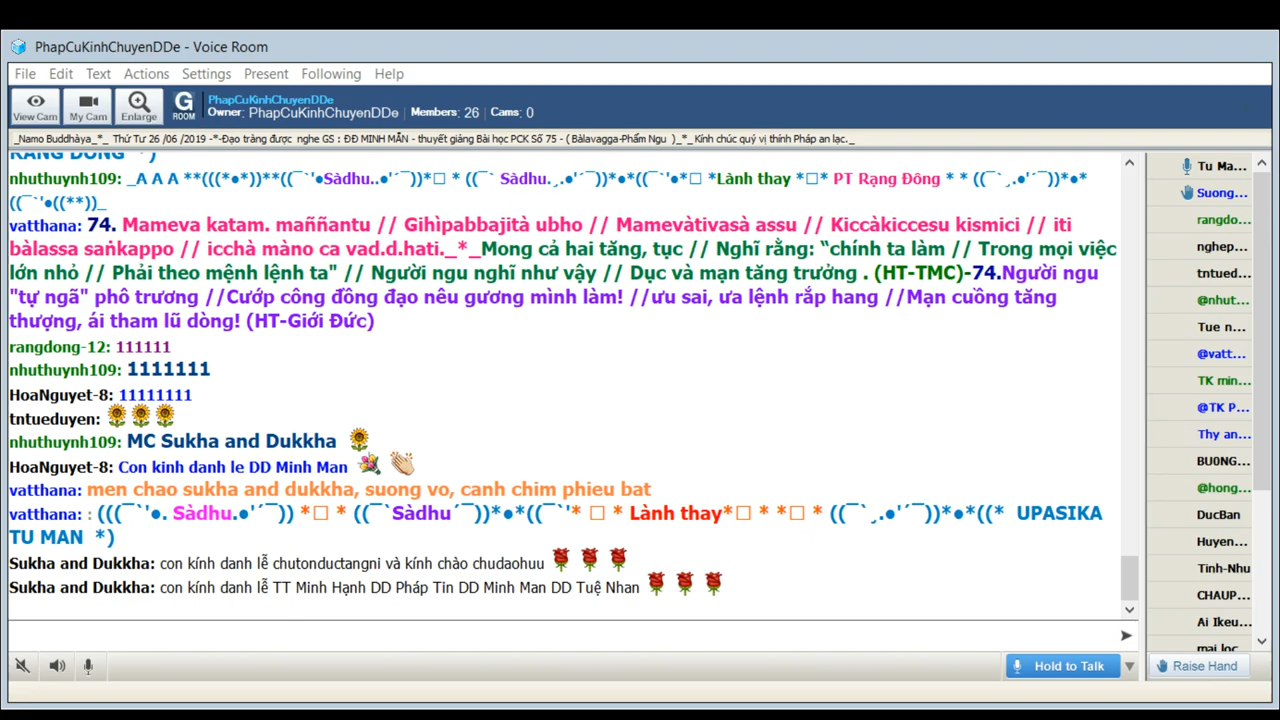 PhapCuKinhChuyenDDe - Voice Room
File Edit Text Actions Settings Present Following Help
View Cam My Cam Enlarge G ROOM PhapCuKinhChuyenDDe
Owner: PhapCuKinhChuyenDDe Members: 26 Cams: 0
_Namo Buddhàya_*_ Thứ Tư 26 /06 /2019 -*-Đạo tràng được nghe GS : ĐĐ MINH MẪN - thuyết giảng Bài học PCK Số 75 - ( Bàlavagga-Phẩm Ngu )_*_ Kính chúc quý vị thính Pháp an lạc._
nhuthuynh109: _A A A **(((*●*))**((¯`'●Sàdhu..●'´¯))*□ * ((¯` Sàdhu.¸.●'´¯))*●*((¯`'●*□ *Lành thay *□* PT Rạng Đông * * ((¯`¸.●'´¯))*●*
((¯`'●((**))_
vatthana: 74. Mameva katam. maññantu // Gihìpabbajità ubho // Mamevàtivasà assu // Kiccàkiccesu kismici // iti
bàlassa saṅkappo // icchà màno ca vad.d.hati._*_Mong cả hai tăng, tục // Nghĩ rằng: “chính ta làm // Trong mọi việc
lớn nhỏ // Phải theo mệnh lệnh ta" // Người ngu nghĩ như vậy // Dục và mạn tăng trưởng . (HT-TMC)-74.Người ngu
"tự ngã" phô trương //Cướp công đồng đạo nêu gương mình làm! //ưu sai, ưa lệnh rắp hang //Mạn cuồng tăng
thượng, ái tham lũ dòng! (HT-Giới Đức)
rangdong-12: 111111
nhuthuynh109: 1111111
HoaNguyet-8: 11111111
tntueduyen:
nhuthuynh109: MC Sukha and Dukkha
HoaNguyet-8: Con kinh danh le DD Minh Man
vatthana: men chao sukha and dukkha, suong vo, canh chim phieu bat
vatthana: : (((¯`'●. Sàdhu.●'´¯)) *□ * ((¯`Sàdhu´¯))*●*((¯`'* □ * Lành thay*□ * *□ * ((¯`¸.●'´¯))*●*((* UPASIKA
TU MAN *)
Sukha and Dukkha: con kính danh lễ chutonductangni và kính chào chudaohuu
Sukha and Dukkha: con kính danh lễ TT Minh Hạnh DD Pháp Tin DD Minh Man DD Tuệ Nhan
Hold to Talk Raise Hand
Tu Ma...
Suong...
rangdo...
nghep...
tntued...
@nhut...
Tue n...
@vatt...
TK min...
@TK P...
Thy an...
BU0NG...
@hong...
DucBan
Huyen...
Tinh-Nhu
CHAUP...
Ai Ikeu...